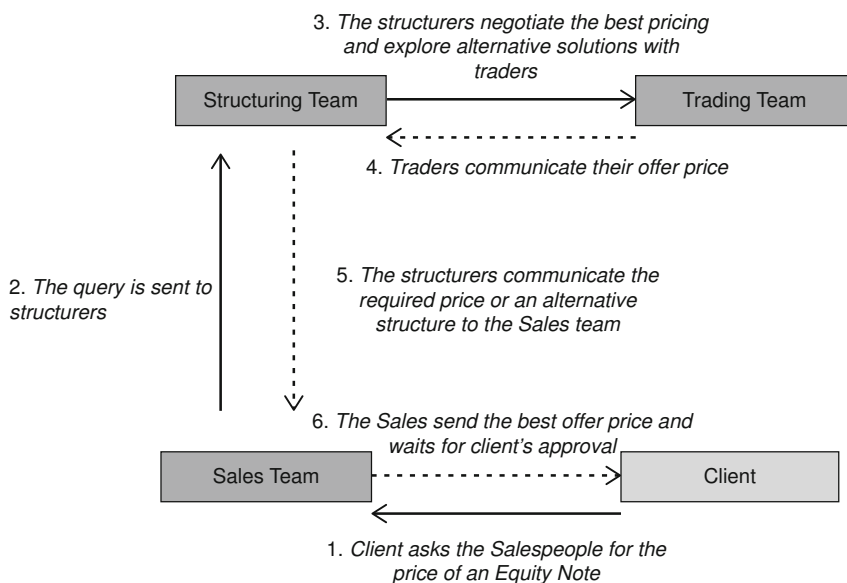 3. The structurers negotiate the best pricing
and explore alternative solutions with
traders
Structuring Team
Trading Team
4. Traders communicate their offer price
2. The query is sent to
structurers
5. The structurers communicate the
required price or an alternative
structure to the Sales team
6. The Sales send the best offer price and
waits for client's approval
Sales Team
Client
1. Client asks the Salespeople for the
price of an Equity Note